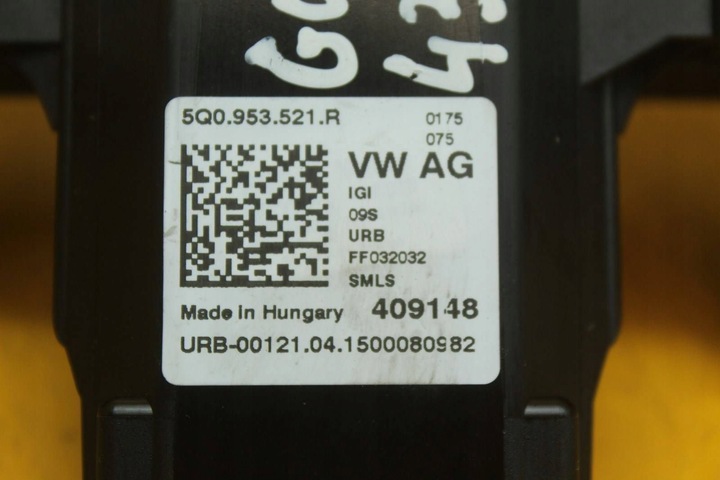 5Q0.953.521.R
0175
075
VW AG
IGI
09S
URB
FF032032
SMLS
Made in Hungary 409148
URB-00121.04.1500080982